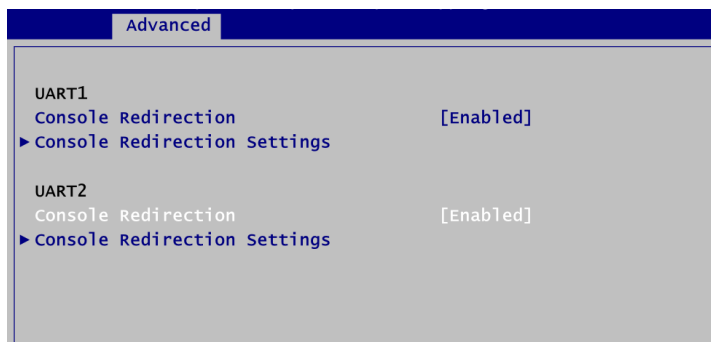 Advanced
UART1
Console Redirection [Enabled]
▶ Console Redirection Settings
UART2
Console Redirection [Enabled]
▶ Console Redirection Settings